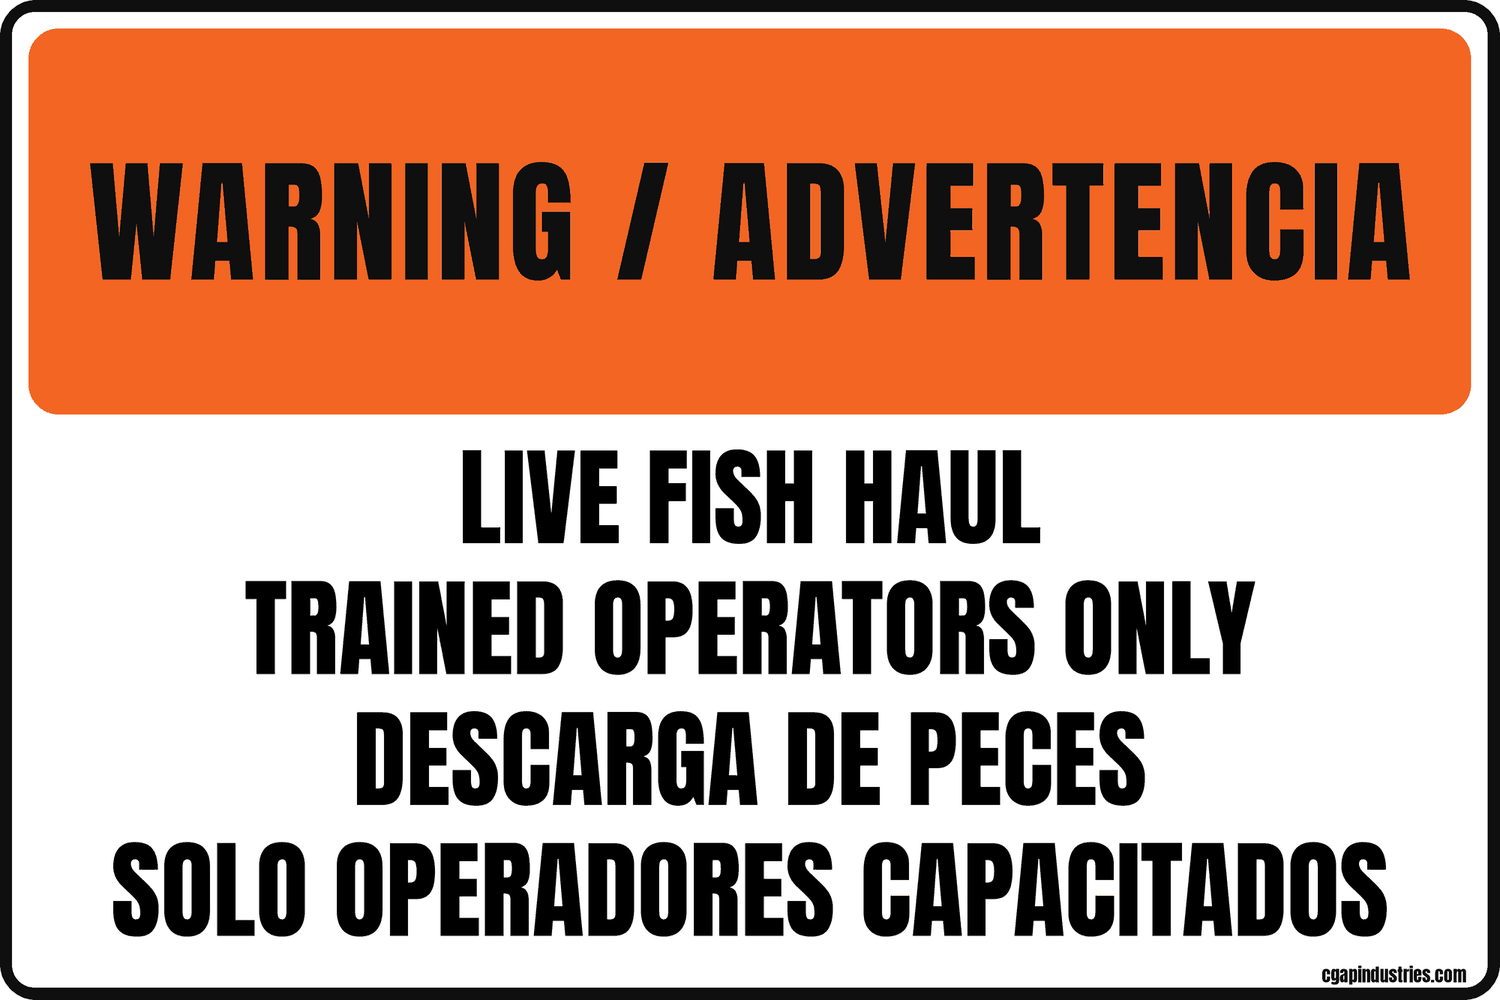 WARNING / ADVERTENCIA
LIVE FISH HAUL
TRAINED OPERATORS ONLY
DESCARGA DE PECES
SOLO OPERADORES CAPACITADOS
cgapindustries.com